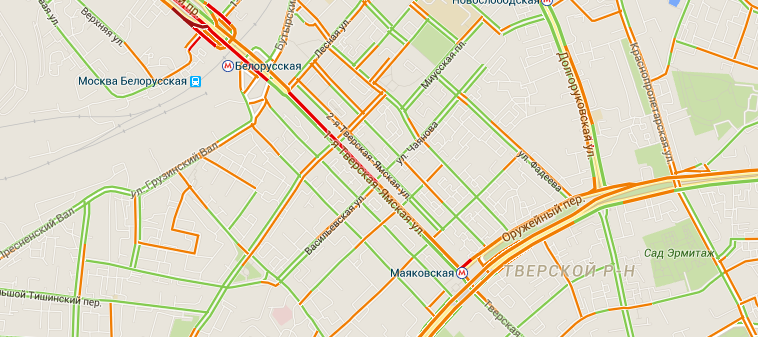 Новослободская
Верхняя ул.
Бутырский
Лесная ул.
пр.
Белорусская
Москва Белорусская
Миусская пл.
Долгоруковская ул.
Краснопролетарская ул.
2-я Тверская-Ямская ул.
1-я Тверская-Ямская ул.
ул. Чаянова
ул. Фадеева
ул. Грузинский Вал
Пресненский Вал
Васильевская ул.
Оружейный пер.
Сад Эрмитаж
Маяковская
ТВЕРСКОЙ Р-Н
льшой Тишинский пер.
Тверская